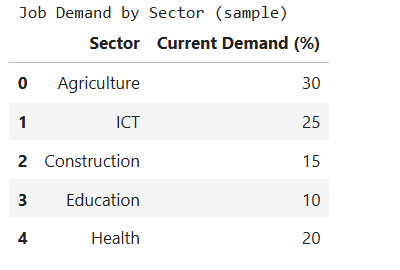 Job Demand by Sector (sample)
Sector Current Demand (%)
0 Agriculture 30
1 ICT 25
2 Construction 15
3 Education 10
4 Health 20